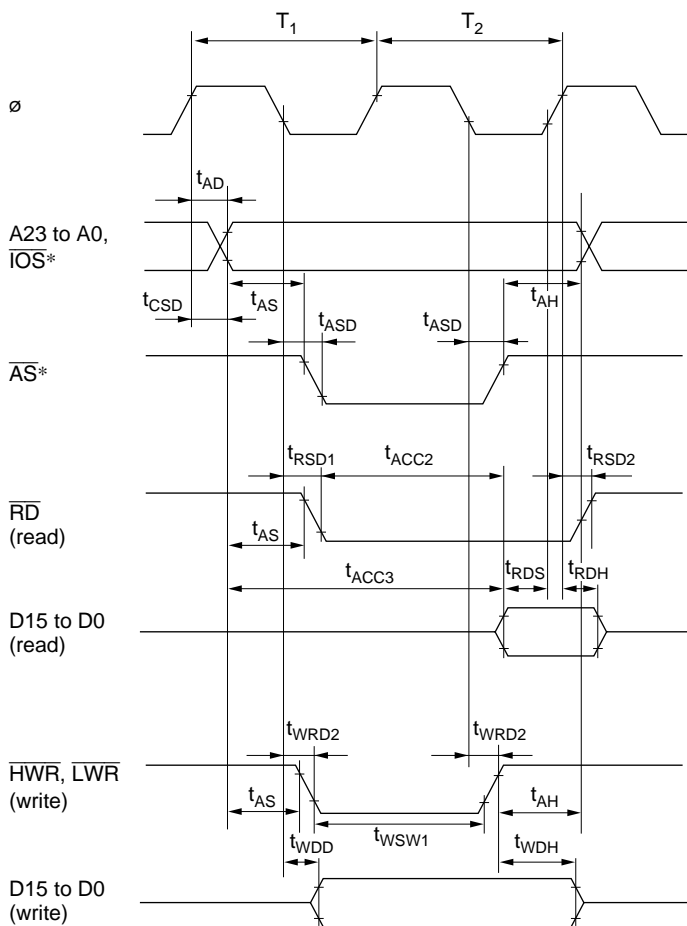 T1 T2
ø
tAD
A23 to A0,
IOS*
tCSD tAS tAH
tASD tASD
AS*
tRSD1 tACC2 tRSD2
RD
(read)
tAS
tACC3 tRDS tRDH
D15 to D0
(read)
tWRD2 tWRD2
HWR, LWR
(write)
tAS tAH
tWSW1
tWDD tWDH
D15 to D0
(write)